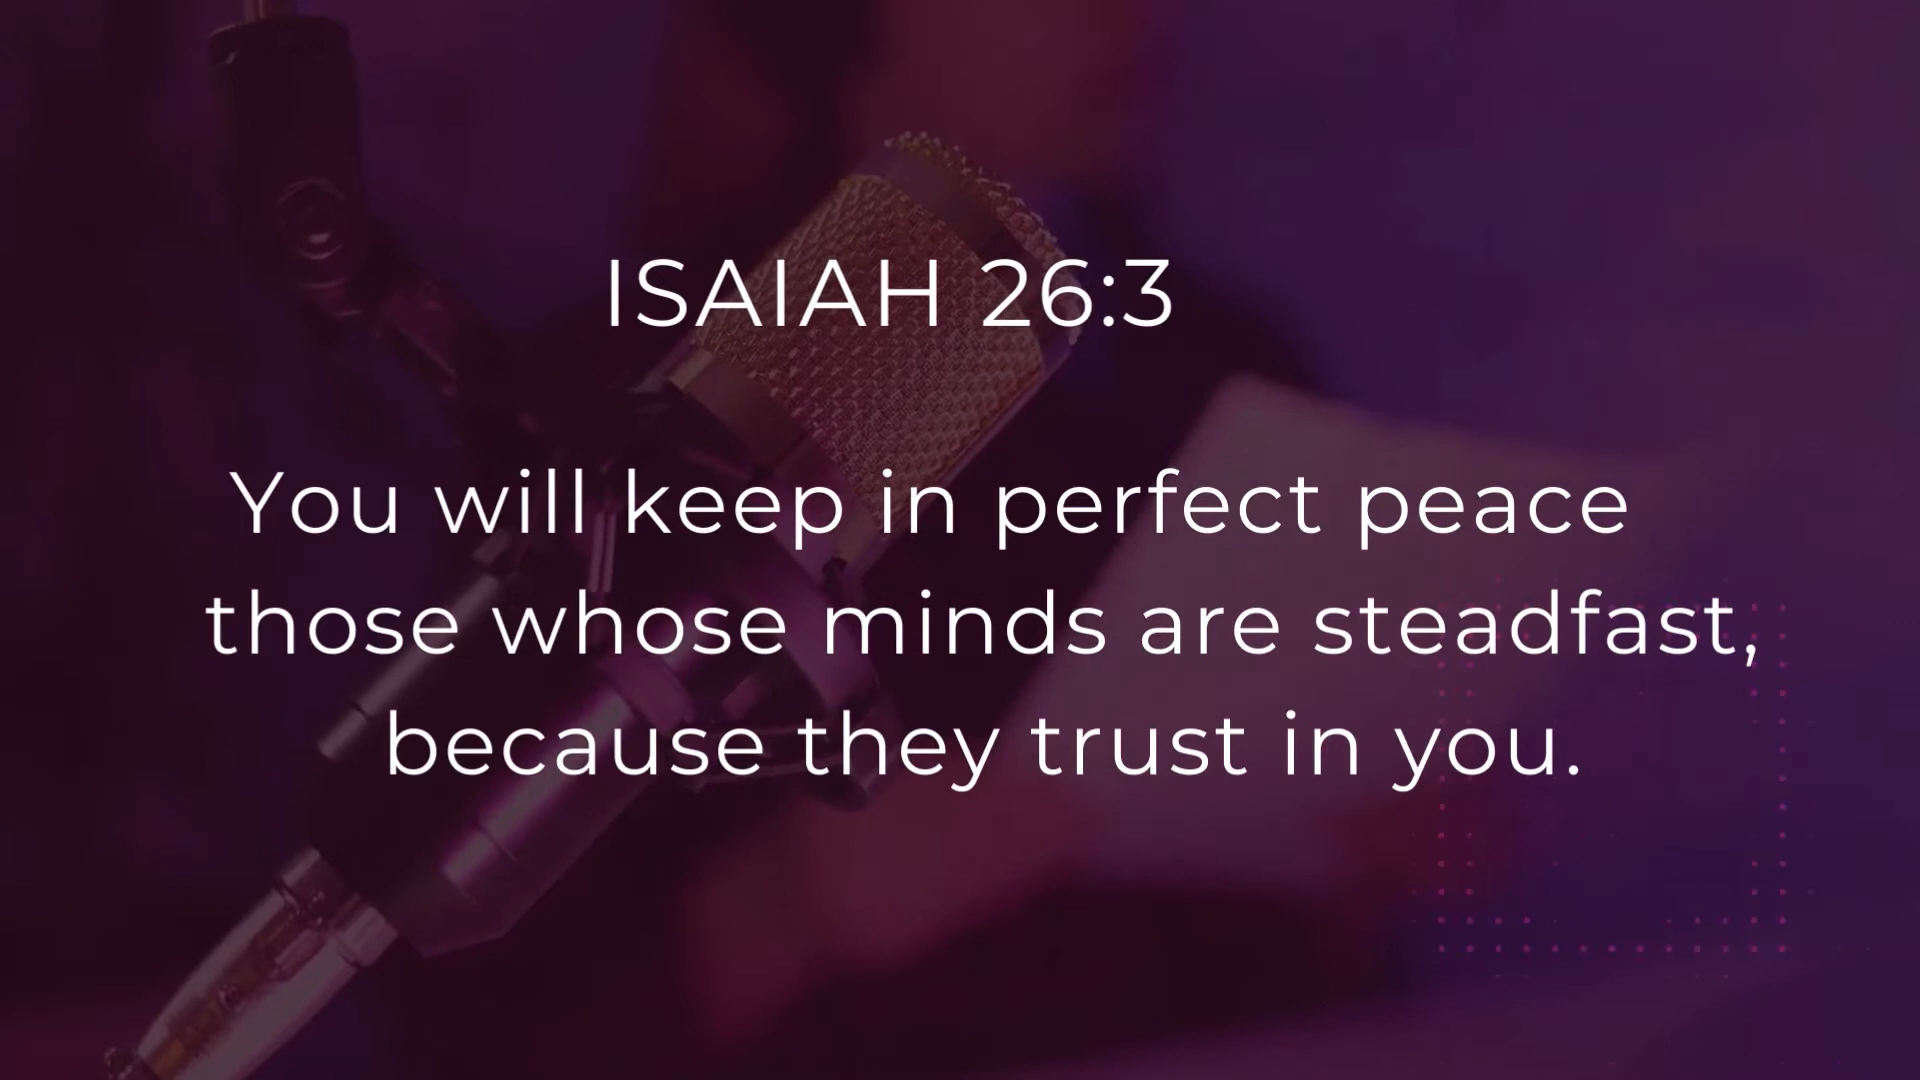 ISAIAH 26:3
You will keep in perfect peace
those whose minds are steadfast,
because they trust in you.